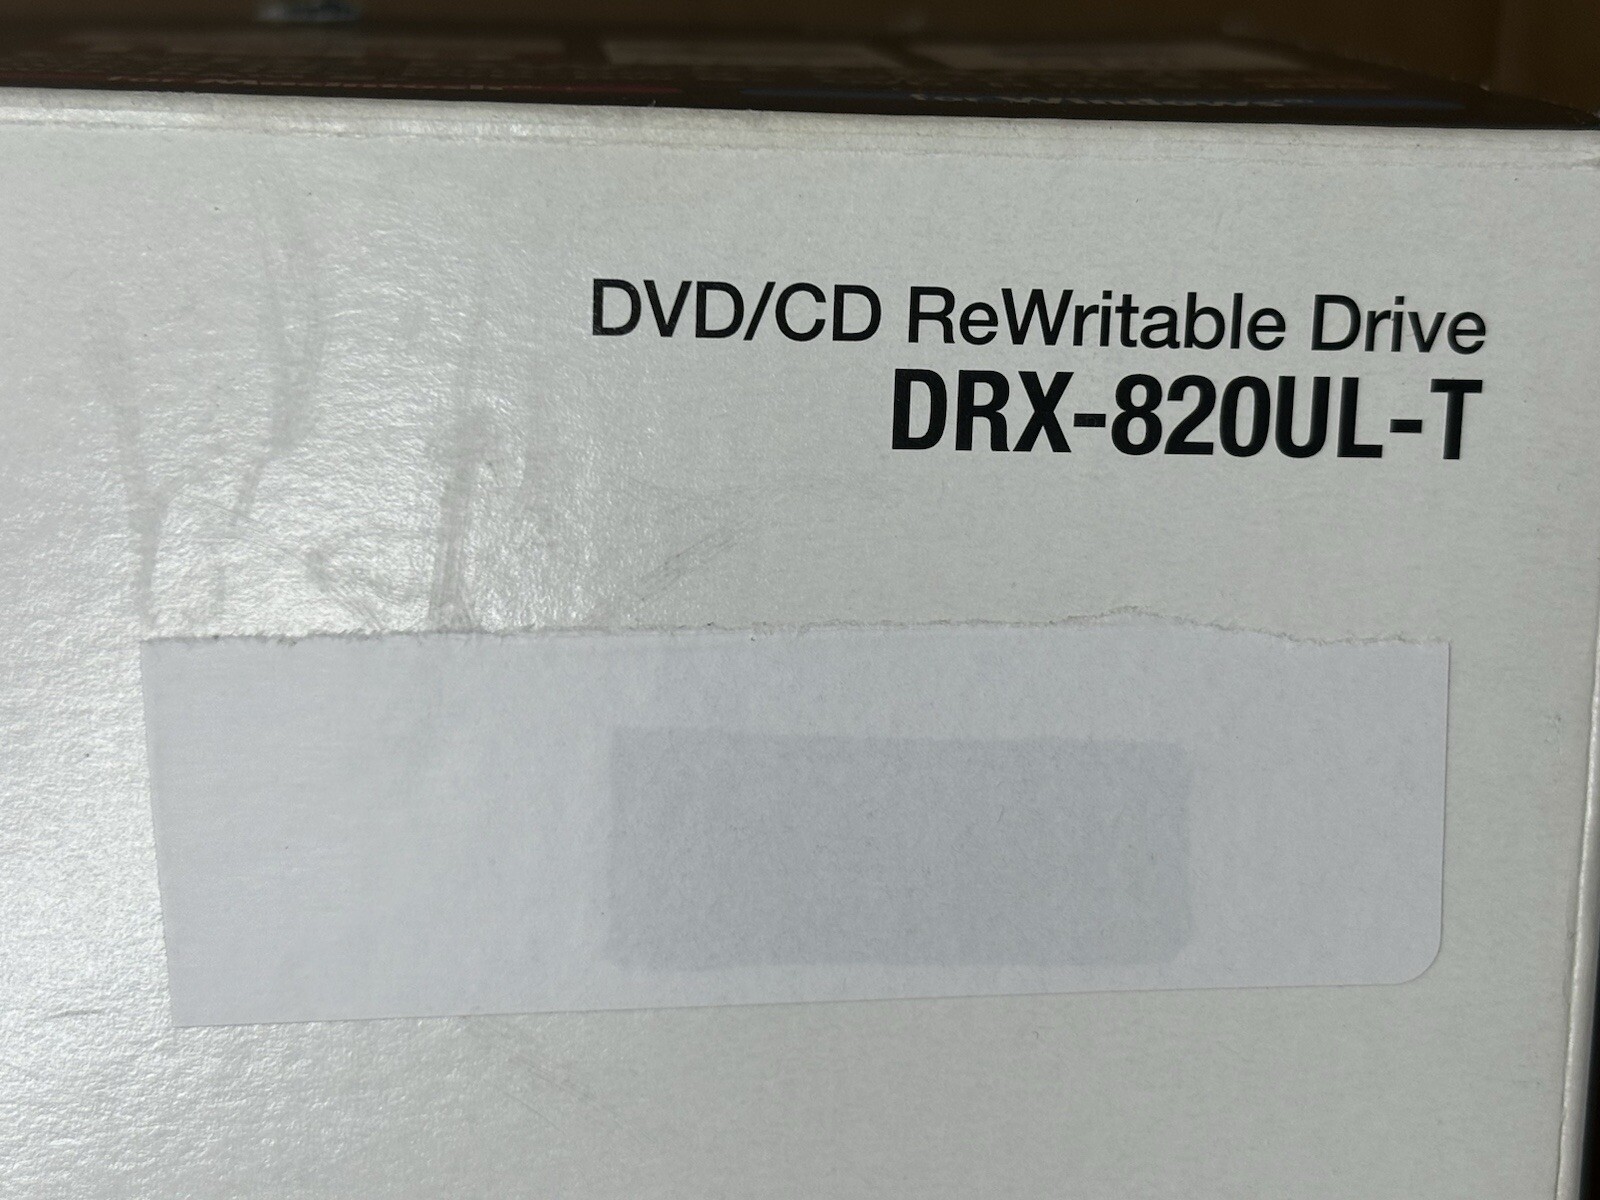 DVD/CD ReWritable Drive
DRX-820UL-T